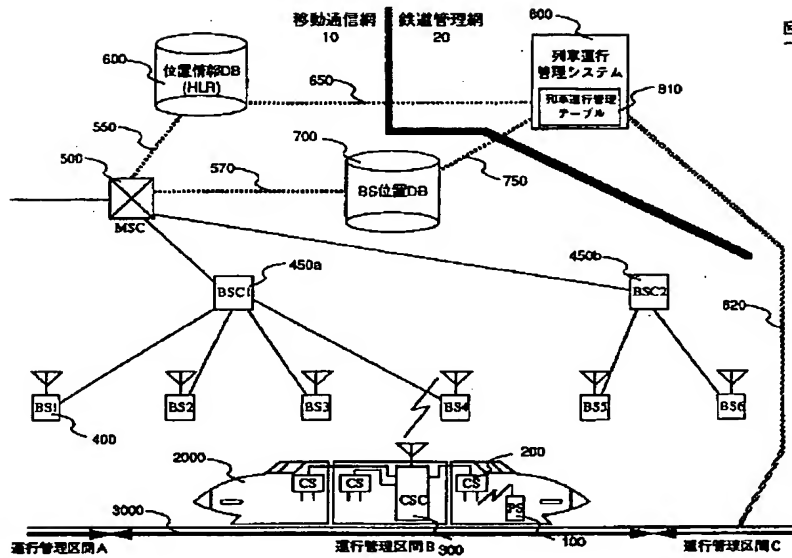 移動通信網
10
鉄道管理網
20
600
位置情報DB
(HLR)
650
800
列車運行
管理システム
列車運行管理
テーブル
810
550
500
MSC
570
700
BS位置DB
750
450a
BSC1
450b
BSC2
820
BS1
BS2
BS3
BS4
BS5
BS6
400
2000
200
CS
CS
CSC
CS
PS
3000
300
100
運行管理区間A
運行管理区間B
運行管理区間C